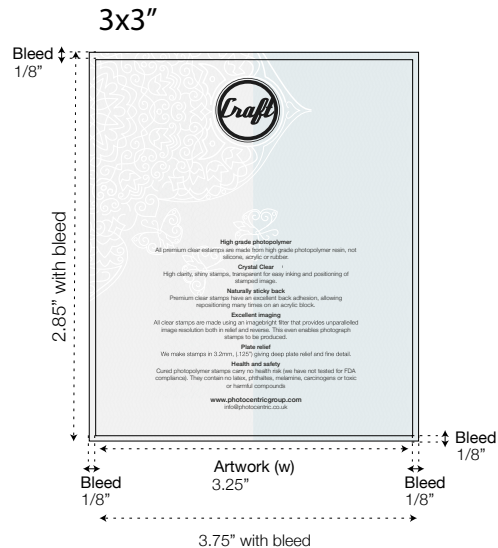 3x3”
Bleed
1/8”
Craft
2.85” with bleed
High grade photopolymer
All premium clear estamps are made from high grade photopolymer resin, not
silicone, acrylic or rubber.
Crystal Clear
High clarity, shiny stamps, transparent for easy inking and positioning of
stamped image.
Naturally sticky back
Premium clear stamps have an excellent back adhesion, allowing
repositioning many times on an acrylic block.
Excellent imaging
All clear stamps are made using an imagebright filter that provides unparalleled
image resolution both in relief and reverse. This even enables photograph
stamps to be produced.
Plate relief
We make stamps in 3.2mm, (.125”) giving deep plate relief and fine detail.
Health and safety
Cured photopolymer stamps carry no health risk (we have not tested for FDA
compliance). They contain no latex, phthaltes, melamine, carcinogens or toxic
or harmful compounds
www.photocentricgroup.com
info@photocentric.co.uk
Bleed
1/8”
Artwork (w)
3.25”
Bleed
1/8”
Bleed
1/8”
3.75” with bleed